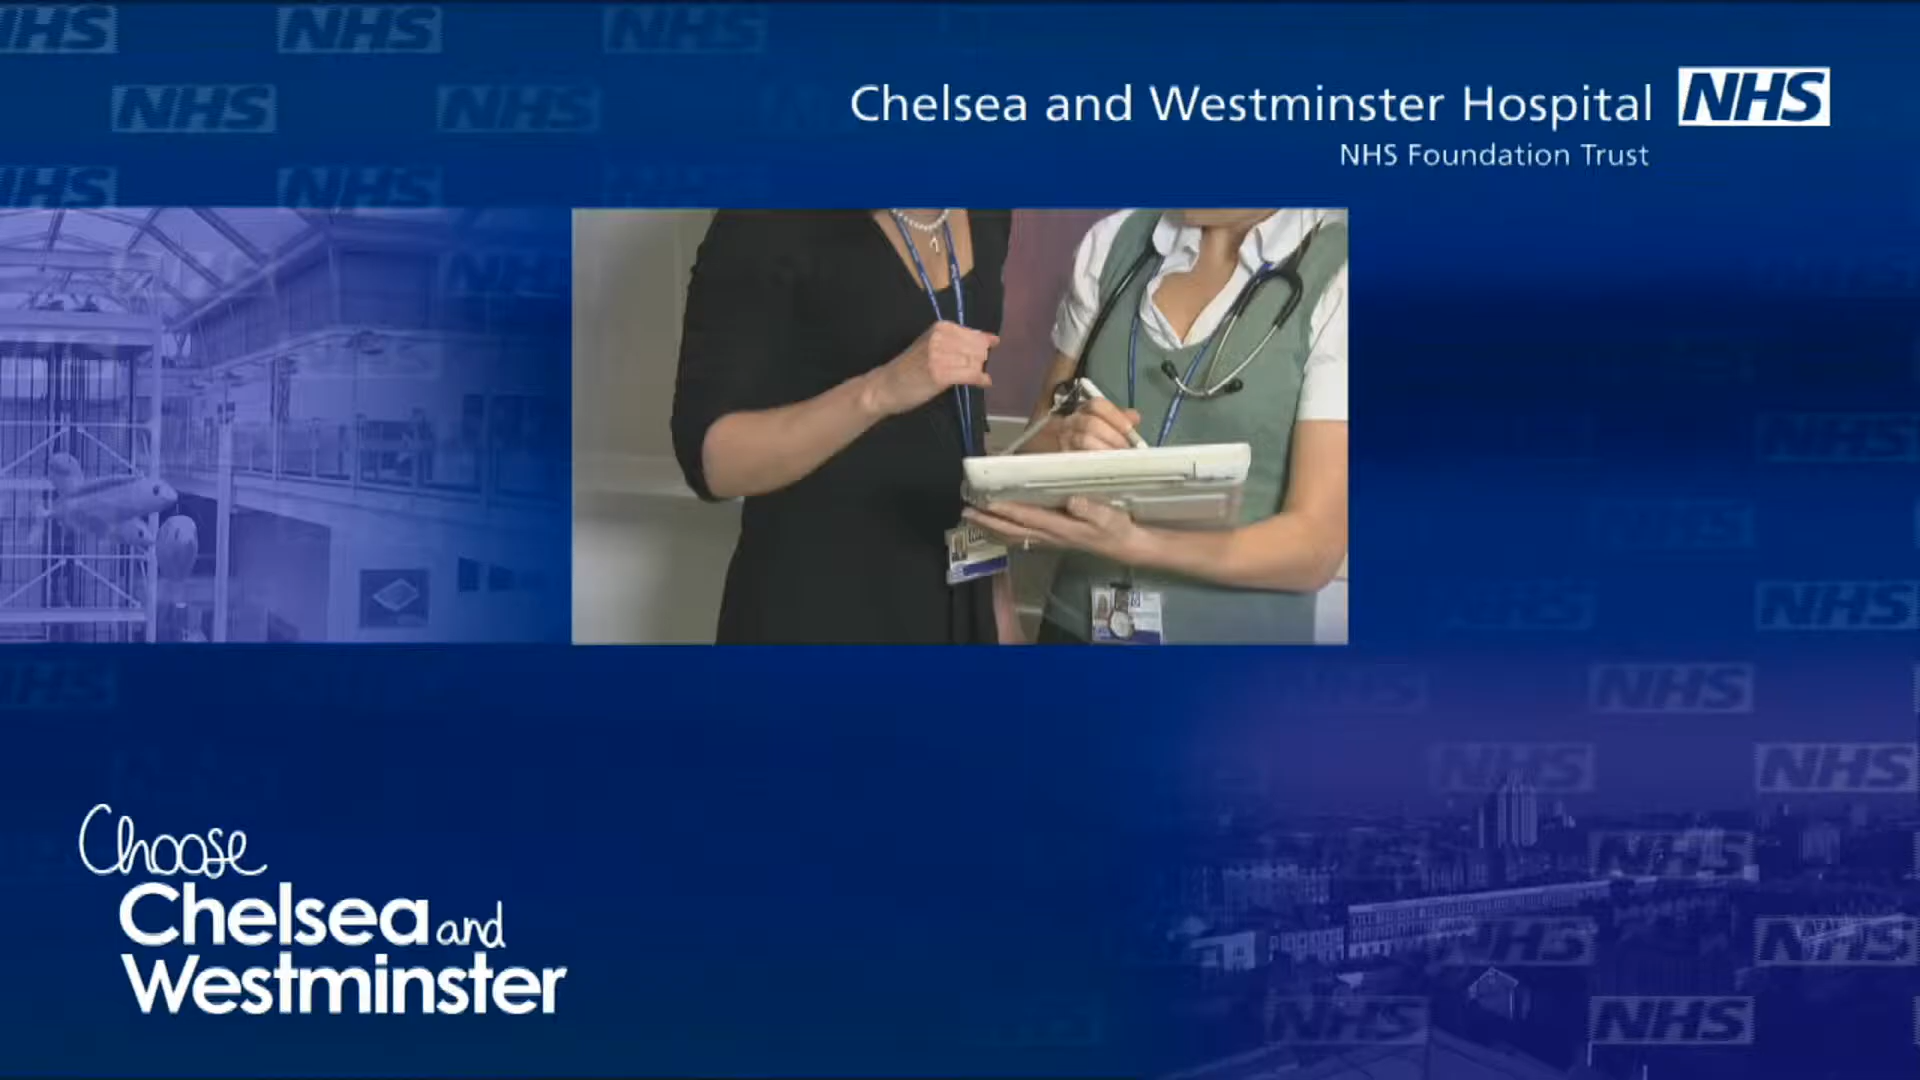 Chelsea and Westminster Hospital NHS
NHS Foundation Trust
Choose
Chelsea and
Westminster